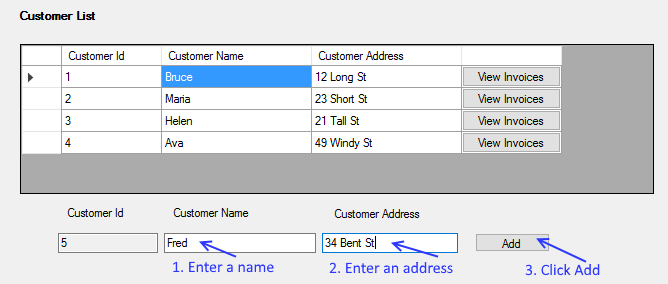 Customer List
Customer Id Customer Name Customer Address
1 Bruce 12 Long St View Invoices
2 Maria 23 Short St View Invoices
3 Helen 21 Tall St View Invoices
4 Ava 49 Windy St View Invoices
Customer Id Customer Name Customer Address
5 Fred 34 Bent St Add
1. Enter a name 2. Enter an address 3. Click Add